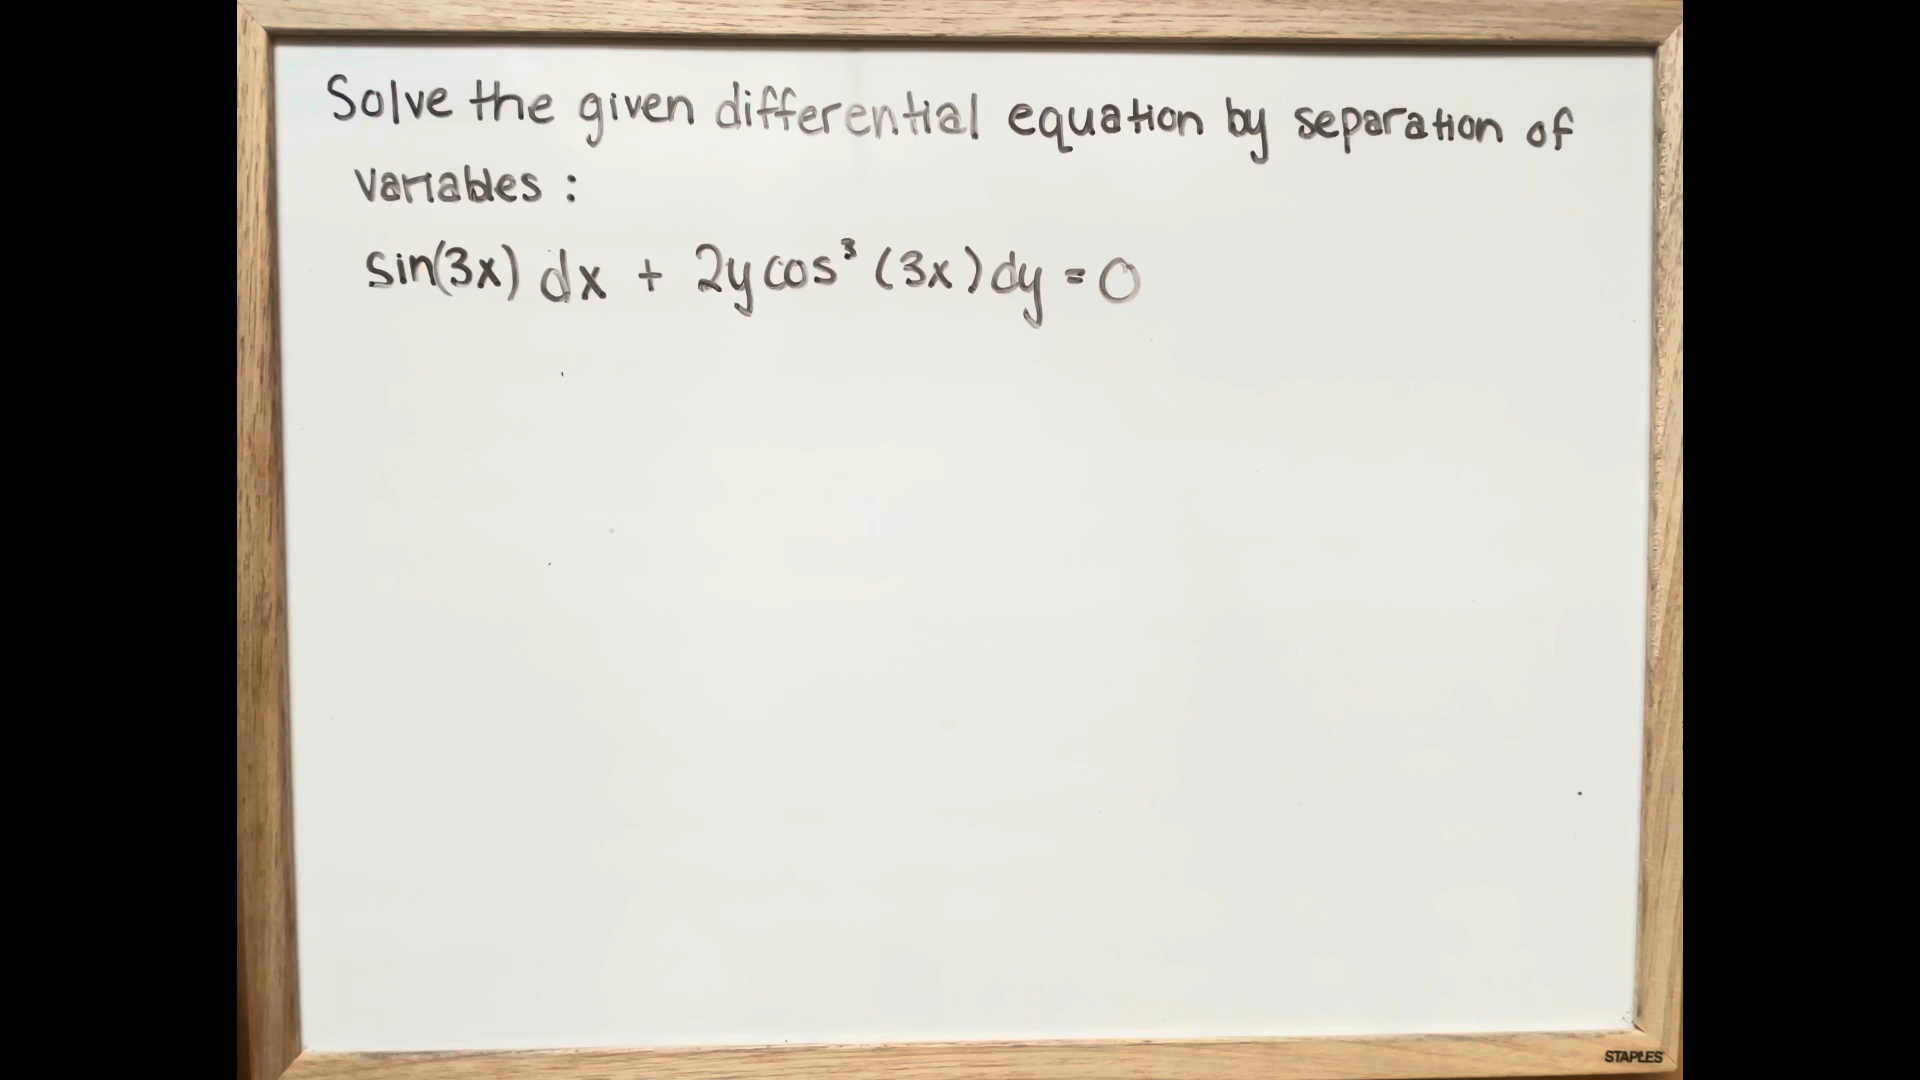 Solve the given differential equation by separation of
variables :
sin(3x) dx + 2y cos³ (3x) dy = 0
STAPLES